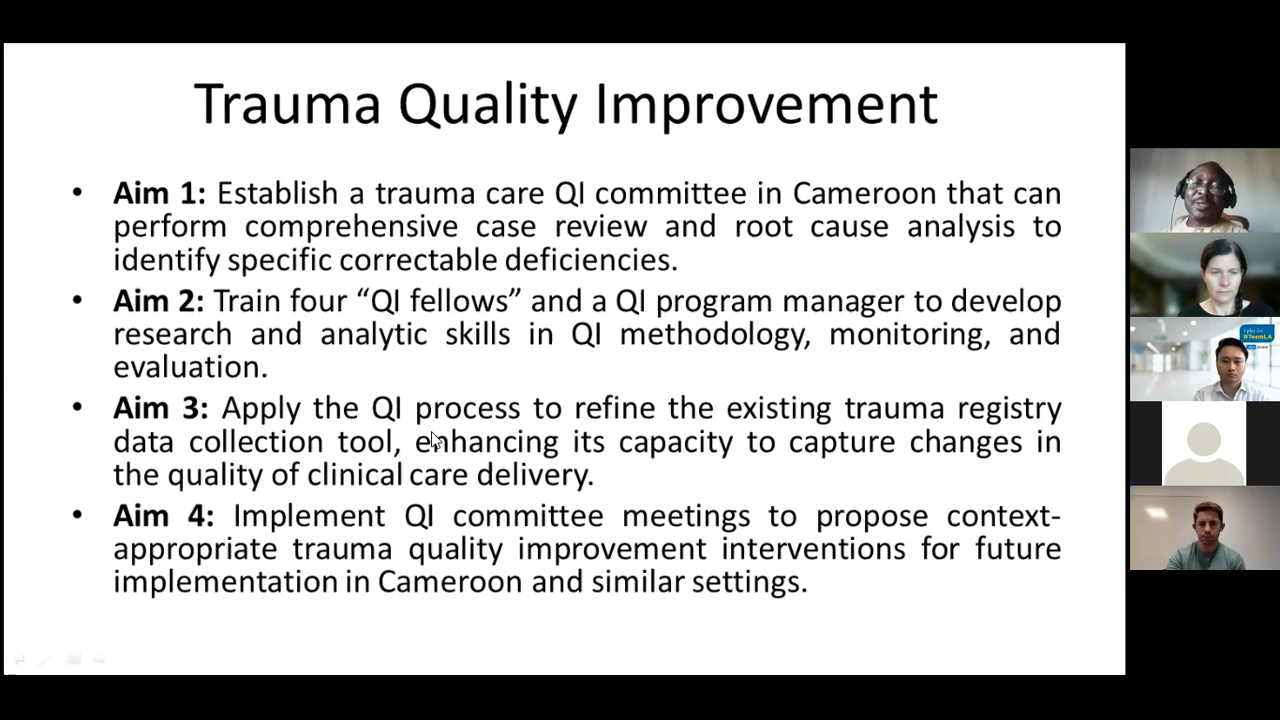 Trauma Quality Improvement
• Aim 1: Establish a trauma care QI committee in Cameroon that can
perform comprehensive case review and root cause analysis to
identify specific correctable deficiencies.
• Aim 2: Train four “QI fellows” and a QI program manager to develop
research and analytic skills in QI methodology, monitoring, and
evaluation.
• Aim 3: Apply the QI process to refine the existing trauma registry
data collection tool, enhancing its capacity to capture changes in
the quality of clinical care delivery.
• Aim 4: Implement QI committee meetings to propose context-
appropriate trauma quality improvement interventions for future
implementation in Cameroon and similar settings.
#TeamLA